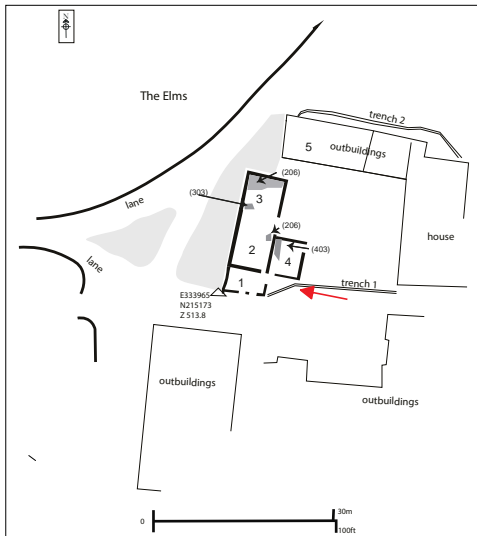 N
The Elms
trench 2
5
outbuildings
(206)
(303)
3
lane
(206)
house
2
(403)
4
lane
1
trench 1
E333965
N215173
Z 513.8
outbuildings
outbuildings
30m
0
100ft